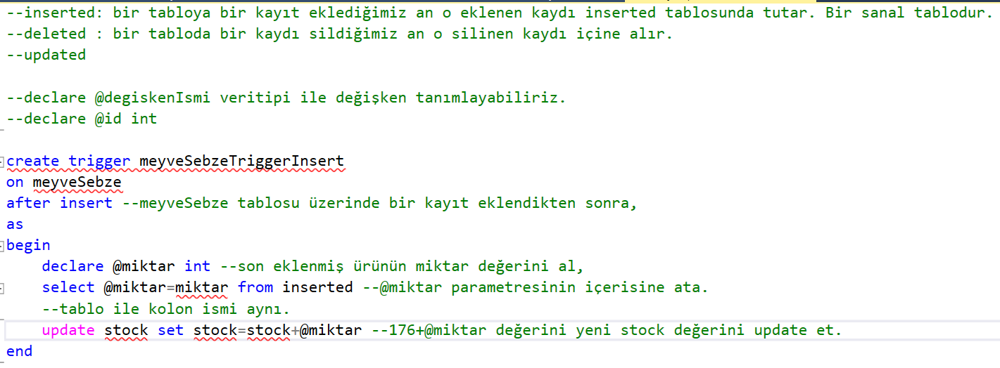 --inserted: bir tabloya bir kayıt eklediğimiz an o eklenen kaydı inserted tablosunda tutar. Bir sanal tablodur.
--deleted : bir tabloda bir kaydı sildiğimiz an o silinen kaydı içine alır.
--updated
--declare @degiskenIsmi veritipi ile değişken tanımlayabiliriz.
--declare @id int
create trigger meyveSebzeTriggerInsert
on meyveSebze
after insert --meyveSebze tablosu üzerinde bir kayıt eklendikten sonra,
as
begin
declare @miktar int --son eklenmiş ürünün miktar değerini al,
select @miktar=miktar from inserted --@miktar parametresinin içerisine ata.
--tablo ile kolon ismi aynı.
update stock set stock=stock+@miktar --176+@miktar değerini yeni stock değerini update et.
end